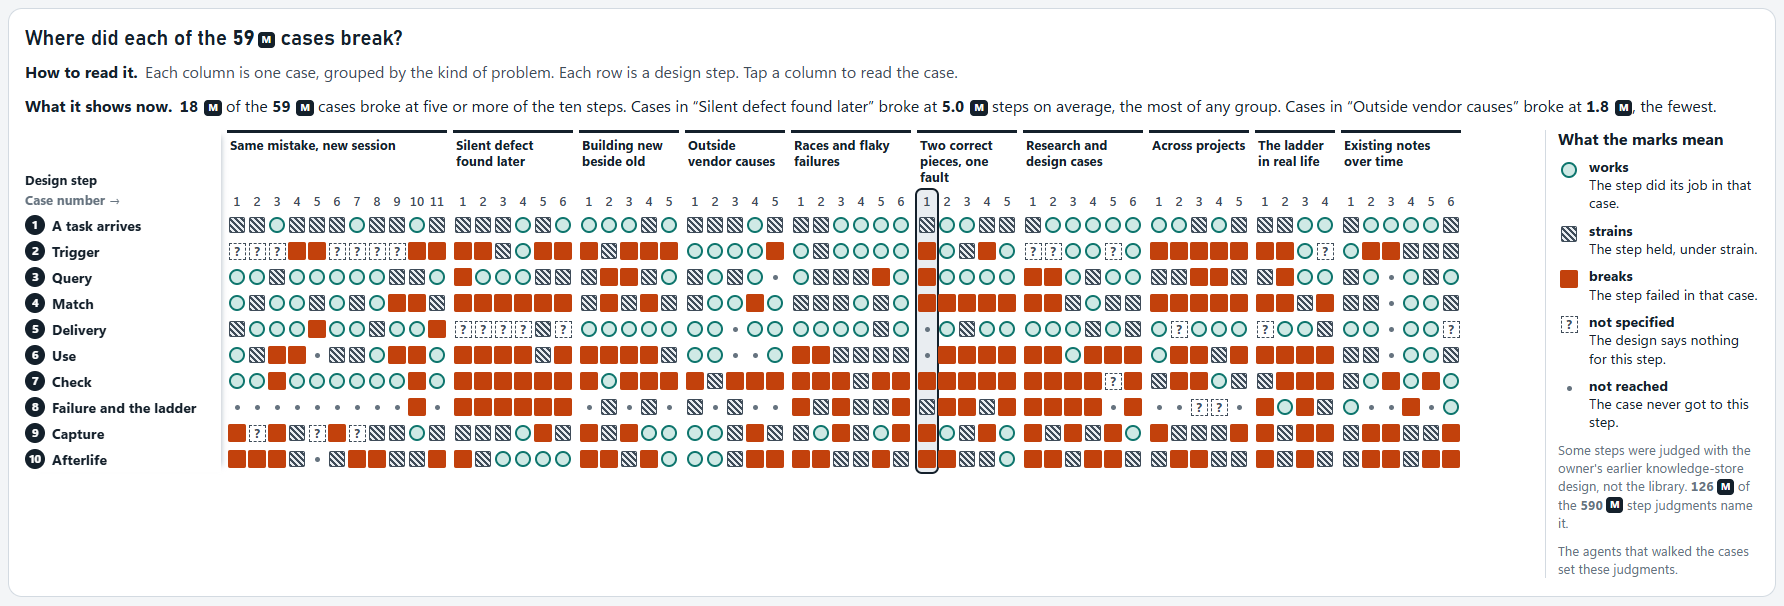 Where did each of the 59 M cases break?
How to read it. Each column is one case, grouped by the kind of problem. Each row is a design step. Tap a column to read the case.
What it shows now. 18 M of the 59 M cases broke at five or more of the ten steps. Cases in “Silent defect found later” broke at 5.0 M steps on average, the most of any group. Cases in “Outside vendor causes” broke at 1.8 M, the fewest.
Same mistake, new session
Silent defect
found later
Building new
beside old
Outside
vendor causes
Races and flaky
failures
Two correct
pieces, one
fault
Research and
design cases
Across projects
The ladder
in real life
Existing notes
over time
Design step
Case number →
1 2 3 4 5 6 7 8 9 10 11 1 2 3 4 5 6 1 2 3 4 5 1 2 3 4 5 1 2 3 4 5 6 1 2 3 4 5 1 2 3 4 5 6 1 2 3 4 5 1 2 3 4 1 2 3 4 5 6
1 A task arrives
2 Trigger ? ? ? ? ? ? ? ? ? ? ?
3 Query
4 Match
5 Delivery ? ? ? ? ? ? ? ?
6 Use
7 Check ?
8 Failure and the ladder ? ?
9 Capture ? ? ?
10 Afterlife
What the marks mean
works
The step did its job in that
case.
strains
The step held, under strain.
breaks
The step failed in that case.
? not specified
The design says nothing
for this step.
not reached
The case never got to this
step.
Some steps were judged with the
owner's earlier knowledge-store
design, not the library. 126 M of
the 590 M step judgments name
it.
The agents that walked the cases
set these judgments.